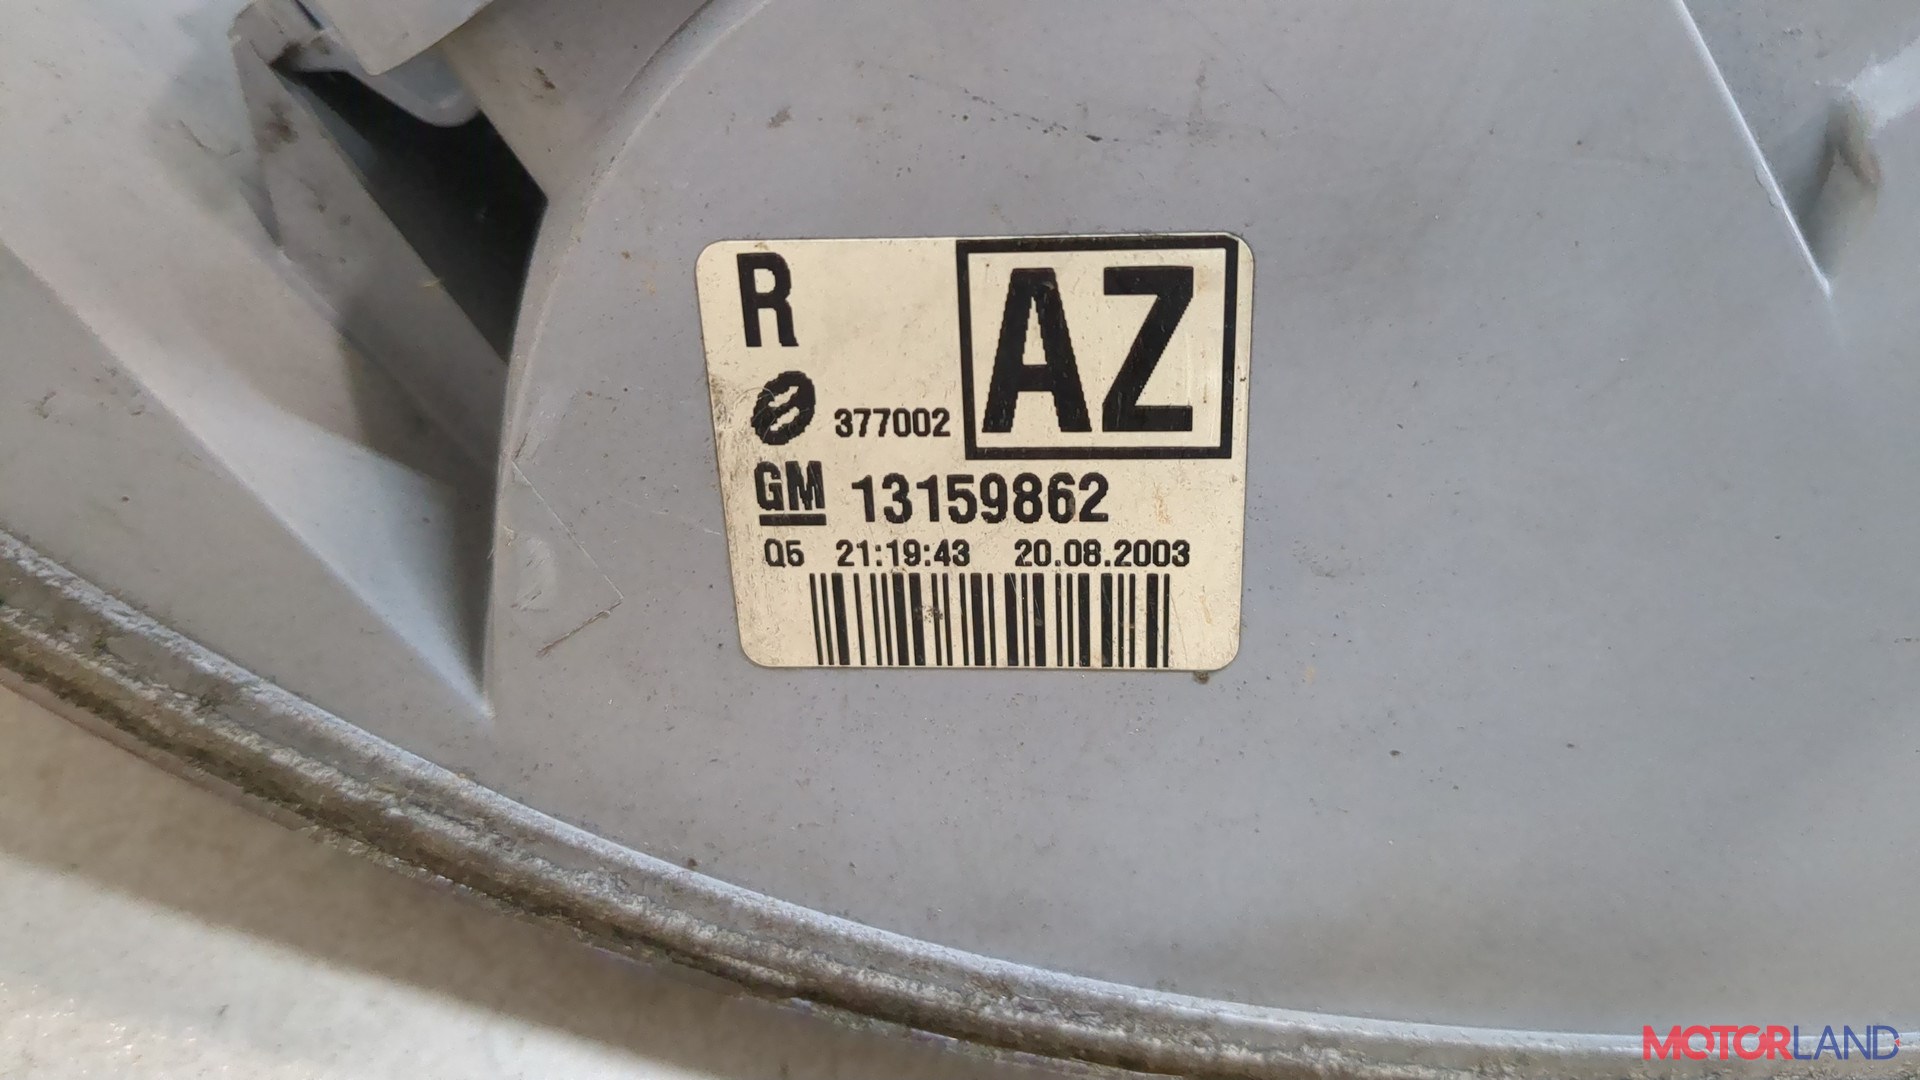 R
AZ
377002
GM 13159862
Q5 21:19:43 20.08.2003
MOTORLAND